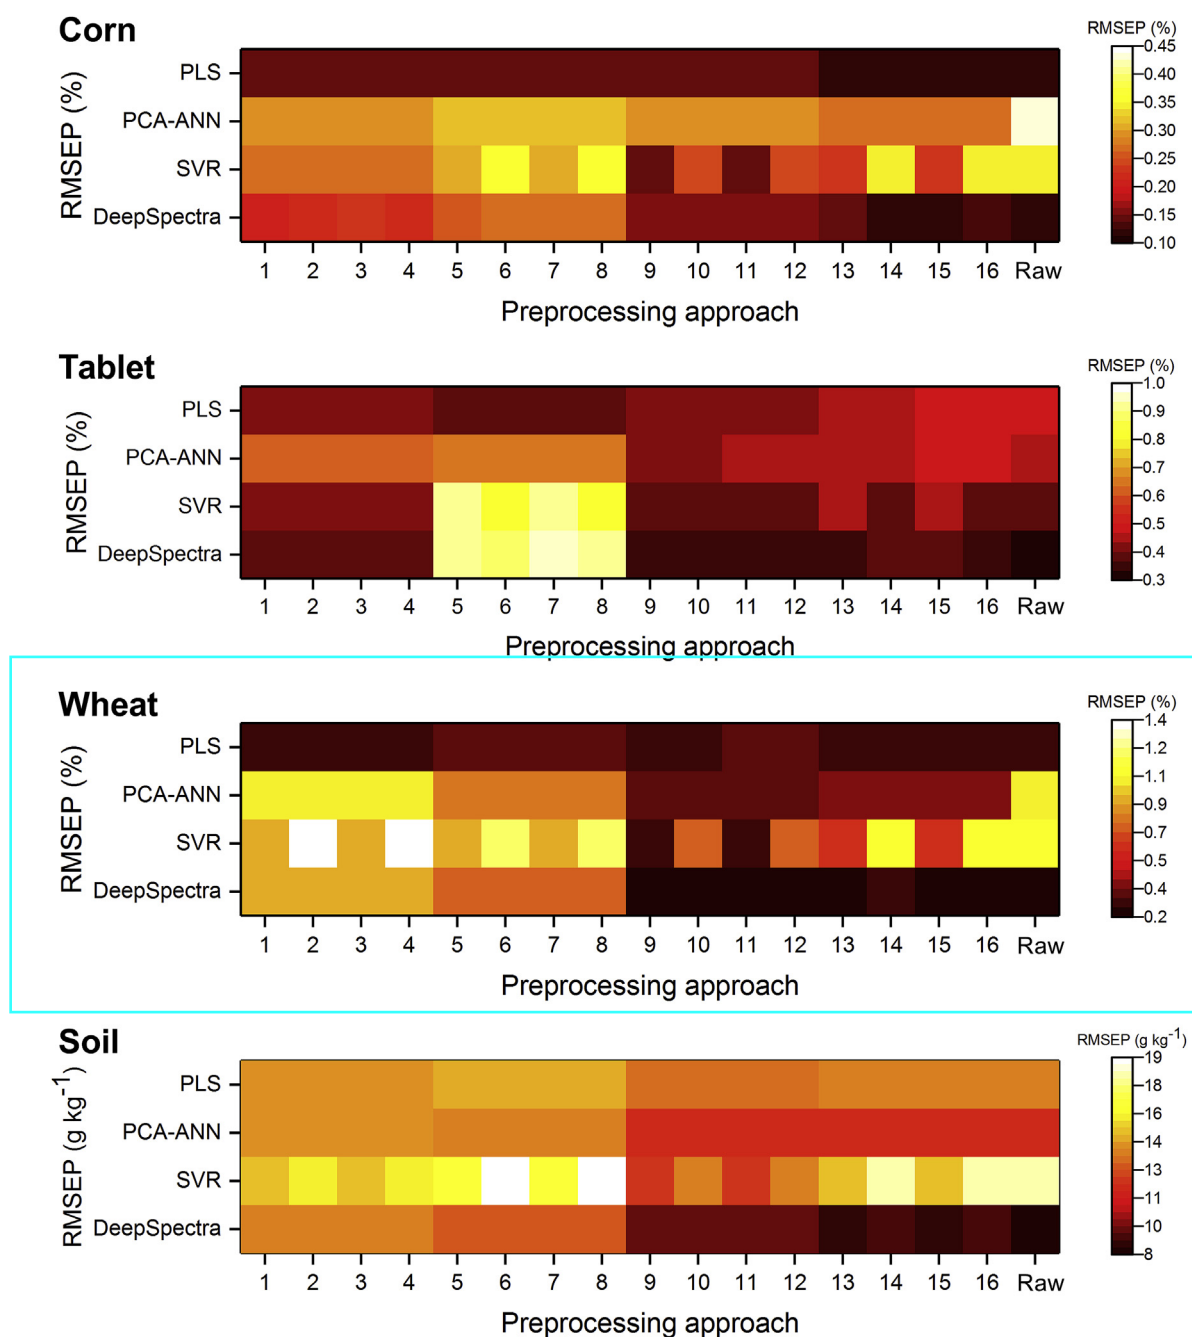 Corn
RMSEP (%)
PLS
PCA-ANN
SVR
DeepSpectra
1 2 3 4 5 6 7 8 9 10 11 12 13 14 15 16 Raw
Preprocessing approach
RMSEP (%)
0.45
0.40
0.35
0.30
0.25
0.20
0.15
0.10
Tablet
RMSEP (%)
PLS
PCA-ANN
SVR
DeepSpectra
1 2 3 4 5 6 7 8 9 10 11 12 13 14 15 16 Raw
Preprocessing approach
RMSEP (%)
1.0
0.9
0.8
0.7
0.6
0.5
0.4
0.3
Wheat
RMSEP (%)
PLS
PCA-ANN
SVR
DeepSpectra
1 2 3 4 5 6 7 8 9 10 11 12 13 14 15 16 Raw
Preprocessing approach
RMSEP (%)
1.4
1.2
1.1
0.9
0.7
0.5
0.4
0.2
Soil
RMSEP (g kg⁻¹)
PLS
PCA-ANN
SVR
DeepSpectra
1 2 3 4 5 6 7 8 9 10 11 12 13 14 15 16 Raw
Preprocessing approach
RMSEP (g kg⁻¹)
19
18
16
14
13
11
10
8